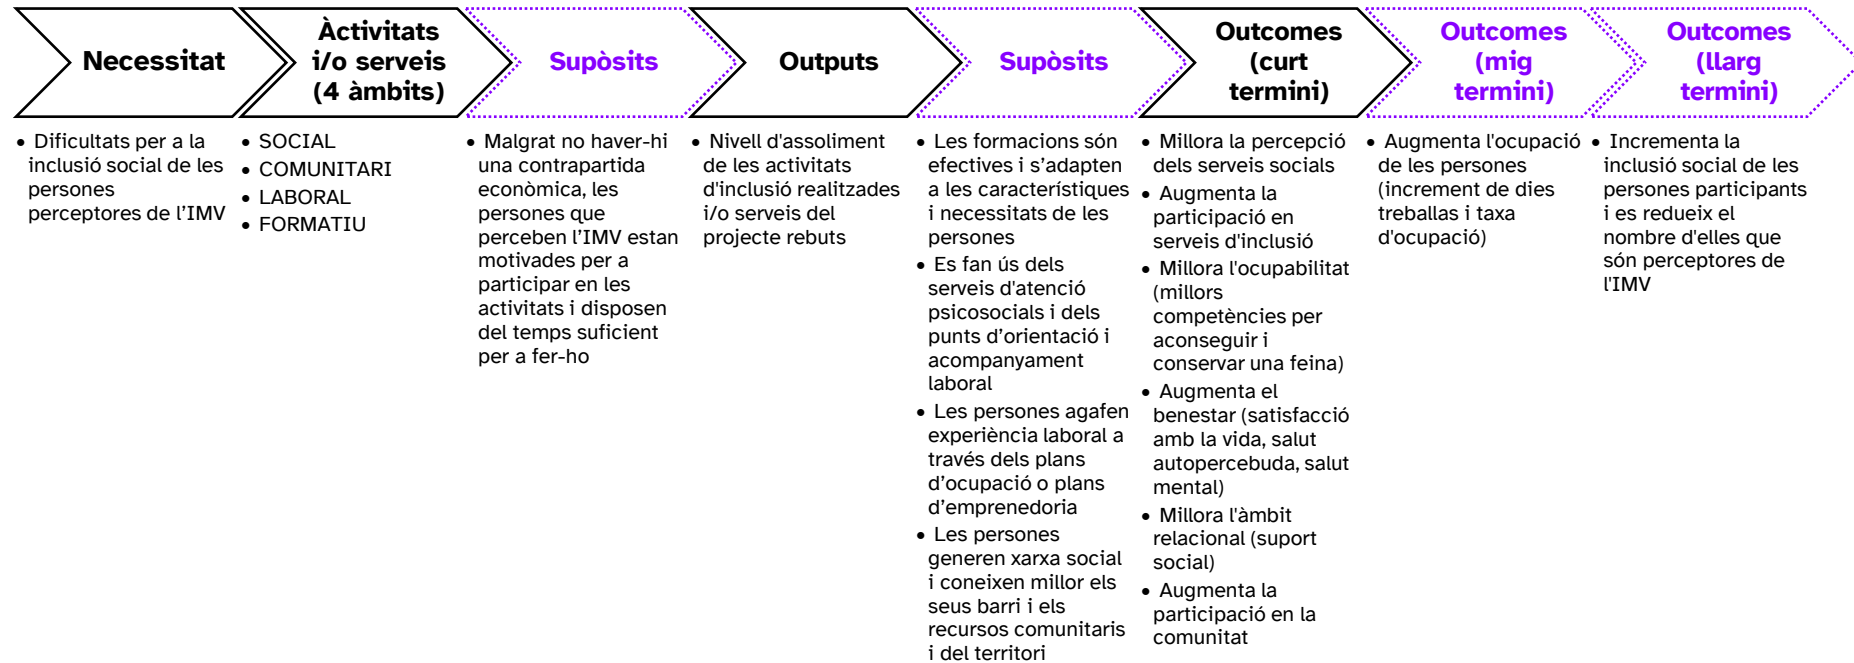 Necessitat
Àctivitats
i/o serveis
(4 àmbits)
Supòsits
Outputs
Supòsits
Outcomes
(curt
termini)
Outcomes
(mig
termini)
Outcomes
(llarg
termini)
• Dificultats per a la
inclusió social de les
persones
perceptores de l’IMV
• SOCIAL
• COMUNITARI
• LABORAL
• FORMATIU
• Malgrat no haver-hi
una contrapartida
econòmica, les
persones que
perceben l’IMV estan
motivades per a
participar en les
activitats i disposen
del temps suficient
per a fer-ho
• Nivell d'assoliment
de les activitats
d'inclusió realitzades
i/o serveis del
projecte rebuts
• Les formacions són
efectives i s’adapten
a les característiques
i necessitats de les
persones
• Es fan ús dels
serveis d'atenció
psicosocials i dels
punts d’orientació i
acompanyament
laboral
• Les persones agafen
experiència laboral a
través dels plans
d’ocupació o plans
d’emprenedoria
• Les persones
generen xarxa social
i coneixen millor els
seus barri i els
recursos comunitaris
i del territori
• Millora la percepció
dels serveis socials
• Augmenta la
participació en
serveis d'inclusió
• Millora l'ocupabilitat
(millors
competències per
aconseguir i
conservar una feina)
• Augmenta el
benestar (satisfacció
amb la vida, salut
autopercebuda, salut
mental)
• Millora l'àmbit
relacional (suport
social)
• Augmenta la
participació en la
comunitat
• Augmenta l'ocupació
de les persones
(increment de dies
treballas i taxa
d'ocupació)
• Incrementa la
inclusió social de les
persones participants
i es redueix el
nombre d'elles que
són perceptores de
l'IMV